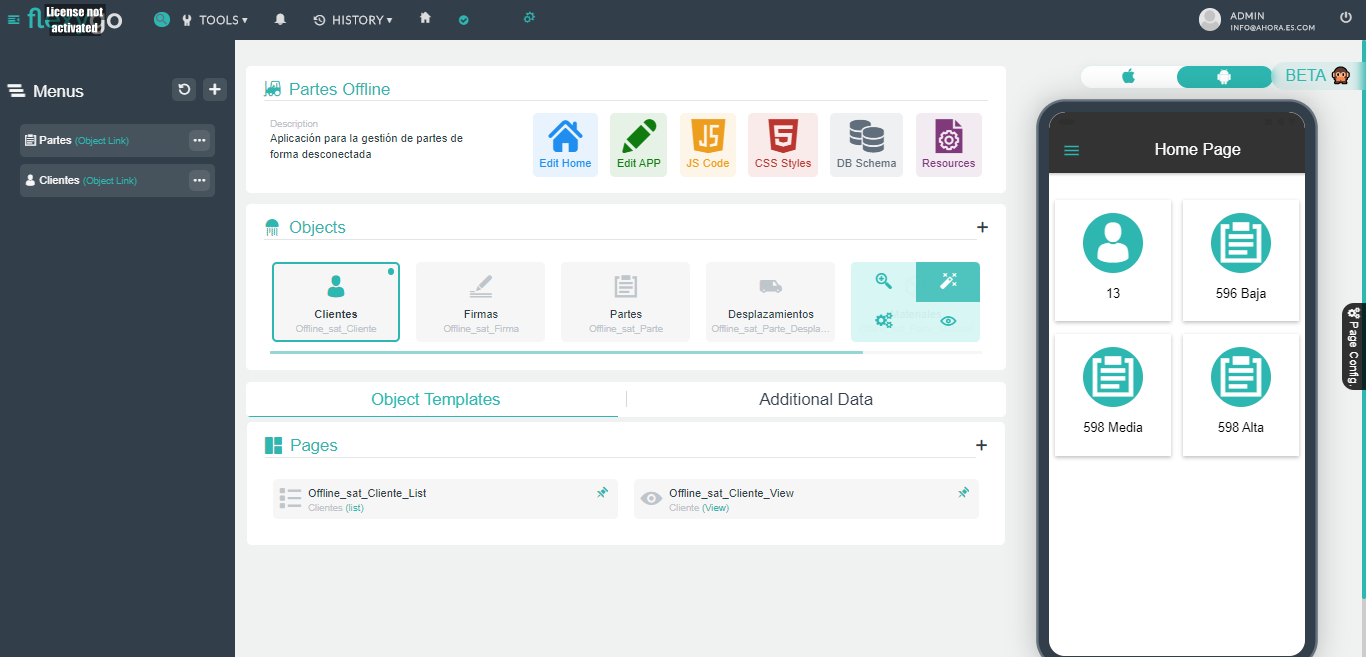 flexygo
License not
activated
TOOLS
HISTORY
ADMIN
INFO@AHORA.ES.COM
Menus
Partes (Object Link)
Clientes (Object Link)
Partes Offline
Description
Aplicación para la gestión de partes de
forma desconectada
Edit Home
Edit APP
JS Code
CSS Styles
DB Schema
Resources
Objects
Clientes
Offline_sat_Cliente
Firmas
Offline_sat_Firma
Partes
Offline_sat_Parte
Desplazamientos
Offline_sat_Parte_Despla...
Object Templates
Additional Data
Pages
Offline_sat_Cliente_List
Clientes (list)
Offline_sat_Cliente_View
Cliente (View)
BETA
Home Page
13
596 Baja
598 Media
598 Alta
Page Config.